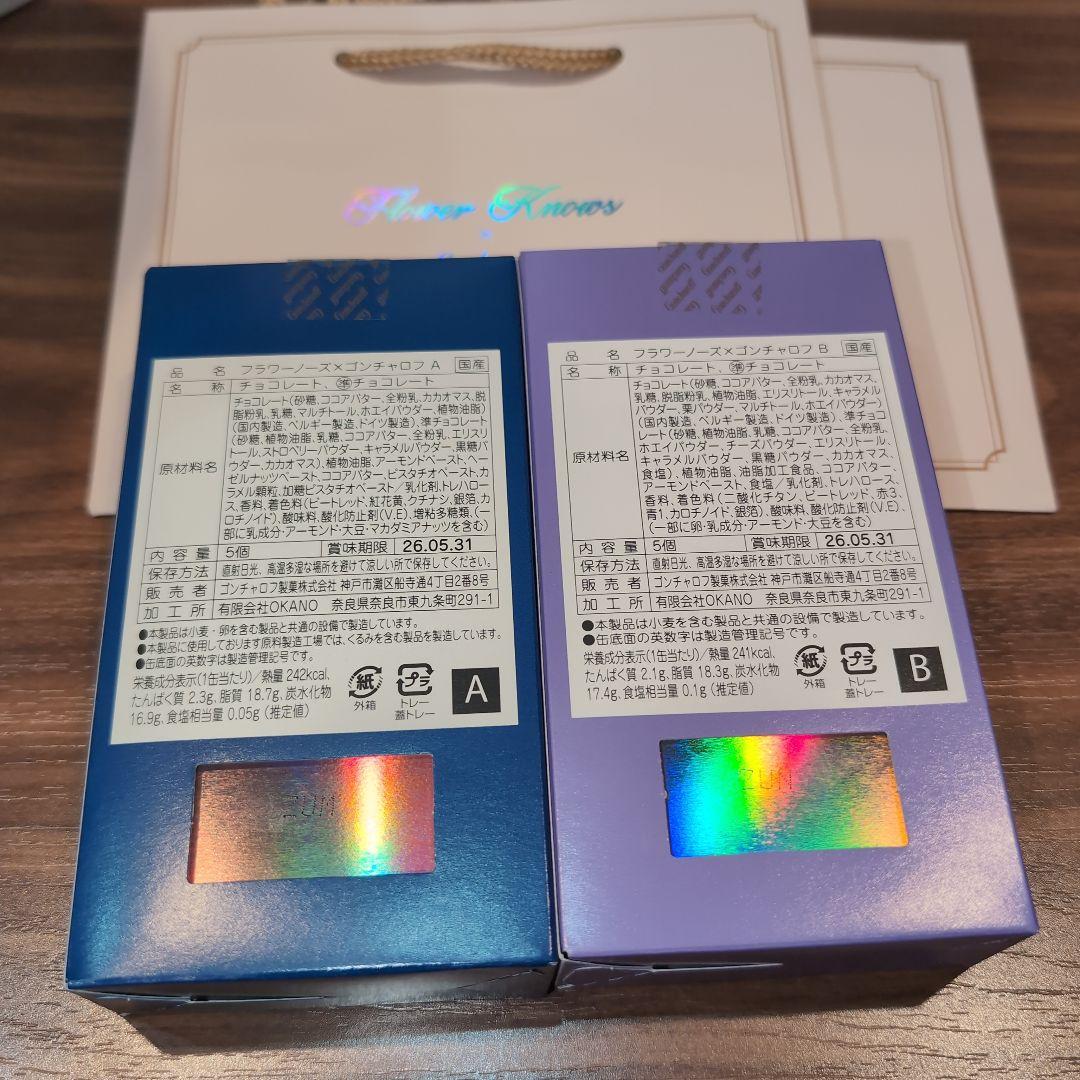 Flower Knows
×
品名 フラワーノーズ×ゴンチャロフ A 国産
名称 チョコレート、準チョコレート
原材料名
チョコレート(砂糖、ココアバター、全粉乳、カカオマス、脱
脂粉乳、乳糖、マルチトール、ホエイパウダー、植物油脂)
(国内製造、ベルギー製造、ドイツ製造)、準チョコレート
(砂糖、植物油脂、乳糖、ココアバター、全粉乳、エリスリ
トール、ストロベリーパウダー、キャラメルパウダー、黒糖パ
ウダー、カカオマス)、植物油脂、アーモンドペースト、ヘー
ゼルナッツペースト、ココアバター、ピスタチオペースト、カ
ラメル顆粒、加糖ピスタチオペースト/乳化剤、トレハロー
ス、香料、着色料(ビートレッド、紅花黄、クチナシ、銀箔、カ
ロチノイド)、酸味料、酸化防止剤(V.E)、増粘多糖類、(一
部に乳成分・アーモンド・大豆・マカダミアナッツを含む)
内容量 5個 賞味期限 26.05.31
保存方法 直射日光、高温多湿な場所を避けて涼しい所で保存してください。
販売者 ゴンチャロフ製菓株式会社 神戸市灘区船寺通4丁目2番8号
加工所 有限会社OKANO 奈良県奈良市東九条町291-1
●本製品は小麦・卵を含む製品と共通の設備で製造しています。
●本製品に使用しております原料製造工場では、くるみを含む製品を製造しています。
●缶底面の英数字は製造管理記号です。
栄養成分表示(1缶当たり)/熱量 242kcal、
たんぱく質 2.3g、脂質 18.7g、炭水化物
16.9g、食塩相当量 0.05g(推定値)
紙
外箱
プラ
トレー
蓋トレー
A
ZUM
品名 フラワーノーズ×ゴンチャロフ B 国産
名称 チョコレート、準チョコレート
原材料名
チョコレート(砂糖、ココアバター、全粉乳、カカオマス、
乳糖、脱脂粉乳、植物油脂、エリスリトール、キャラメル
パウダー、栗パウダー、マルチトール、ホエイパウダー)
(国内製造、ベルギー製造、ドイツ製造)、準チョコ
レート(砂糖、植物油脂、乳糖、ココアバター、全粉乳、
ホエイパウダー、チーズパウダー、エリスリトール、
キャラメルパウダー、黒糖パウダー、カカオマス、
食塩)、植物油脂、油脂加工食品、ココアバター、
アーモンドペースト、食塩/乳化剤、トレハロース、
香料、着色料(二酸化チタン、ビートレッド、赤3、
青1、カロチノイド、銀箔)、酸味料、酸化防止剤(V.E)、
(一部に卵・乳成分・アーモンド・大豆を含む)
内容量 5個 賞味期限 26.05.31
保存方法 直射日光、高温多湿な場所を避けて涼しい所で保存してください。
販売者 ゴンチャロフ製菓株式会社 神戸市灘区船寺通4丁目2番8号
加工所 有限会社OKANO 奈良県奈良市東九条町291-1
●本製品は小麦を含む製品と共通の設備で製造しています。
●缶底面の英数字は製造管理記号です。
栄養成分表示(1缶当たり)/熱量 241kcal、
たんぱく質 2.1g、脂質 18.3g、炭水化物
17.4g、食塩相当量 0.1g(推定値)
紙
外箱
プラ
トレー
蓋トレー
B
ZUM